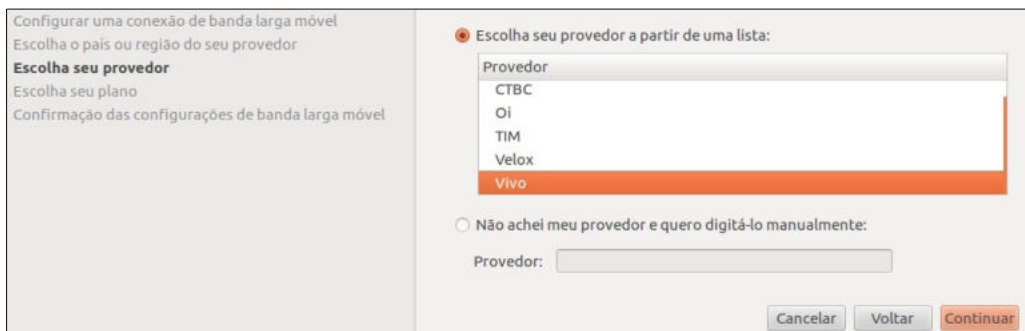 Configurar uma conexão de banda larga móvel
Escolha o país ou região do seu provedor
Escolha seu provedor
Escolha seu plano
Confirmação das configurações de banda larga móvel
Escolha seu provedor a partir de uma lista:
Provedor
CTBC
Oi
TIM
Velox
Vivo
Não achei meu provedor e quero digitá-lo manualmente:
Provedor:
Cancelar Voltar Continuar